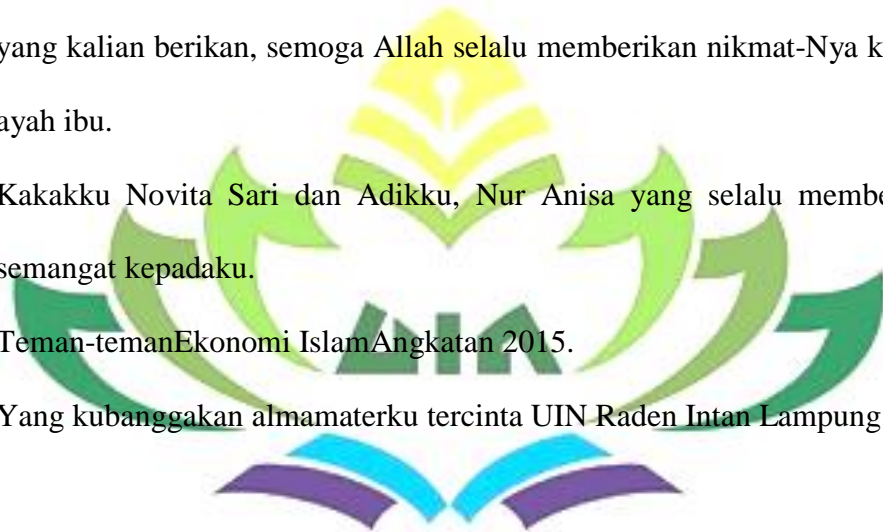 yang kalian berikan, semoga Allah selalu memberikan nikmat-Nya k
ayah ibu.
Kakakku Novita Sari dan Adikku, Nur Anisa yang selalu membe
semangat kepadaku.
Teman-temanEkonomi IslamAngkatan 2015.
Yang kubanggakan almamaterku tercinta UIN Raden Intan Lampung